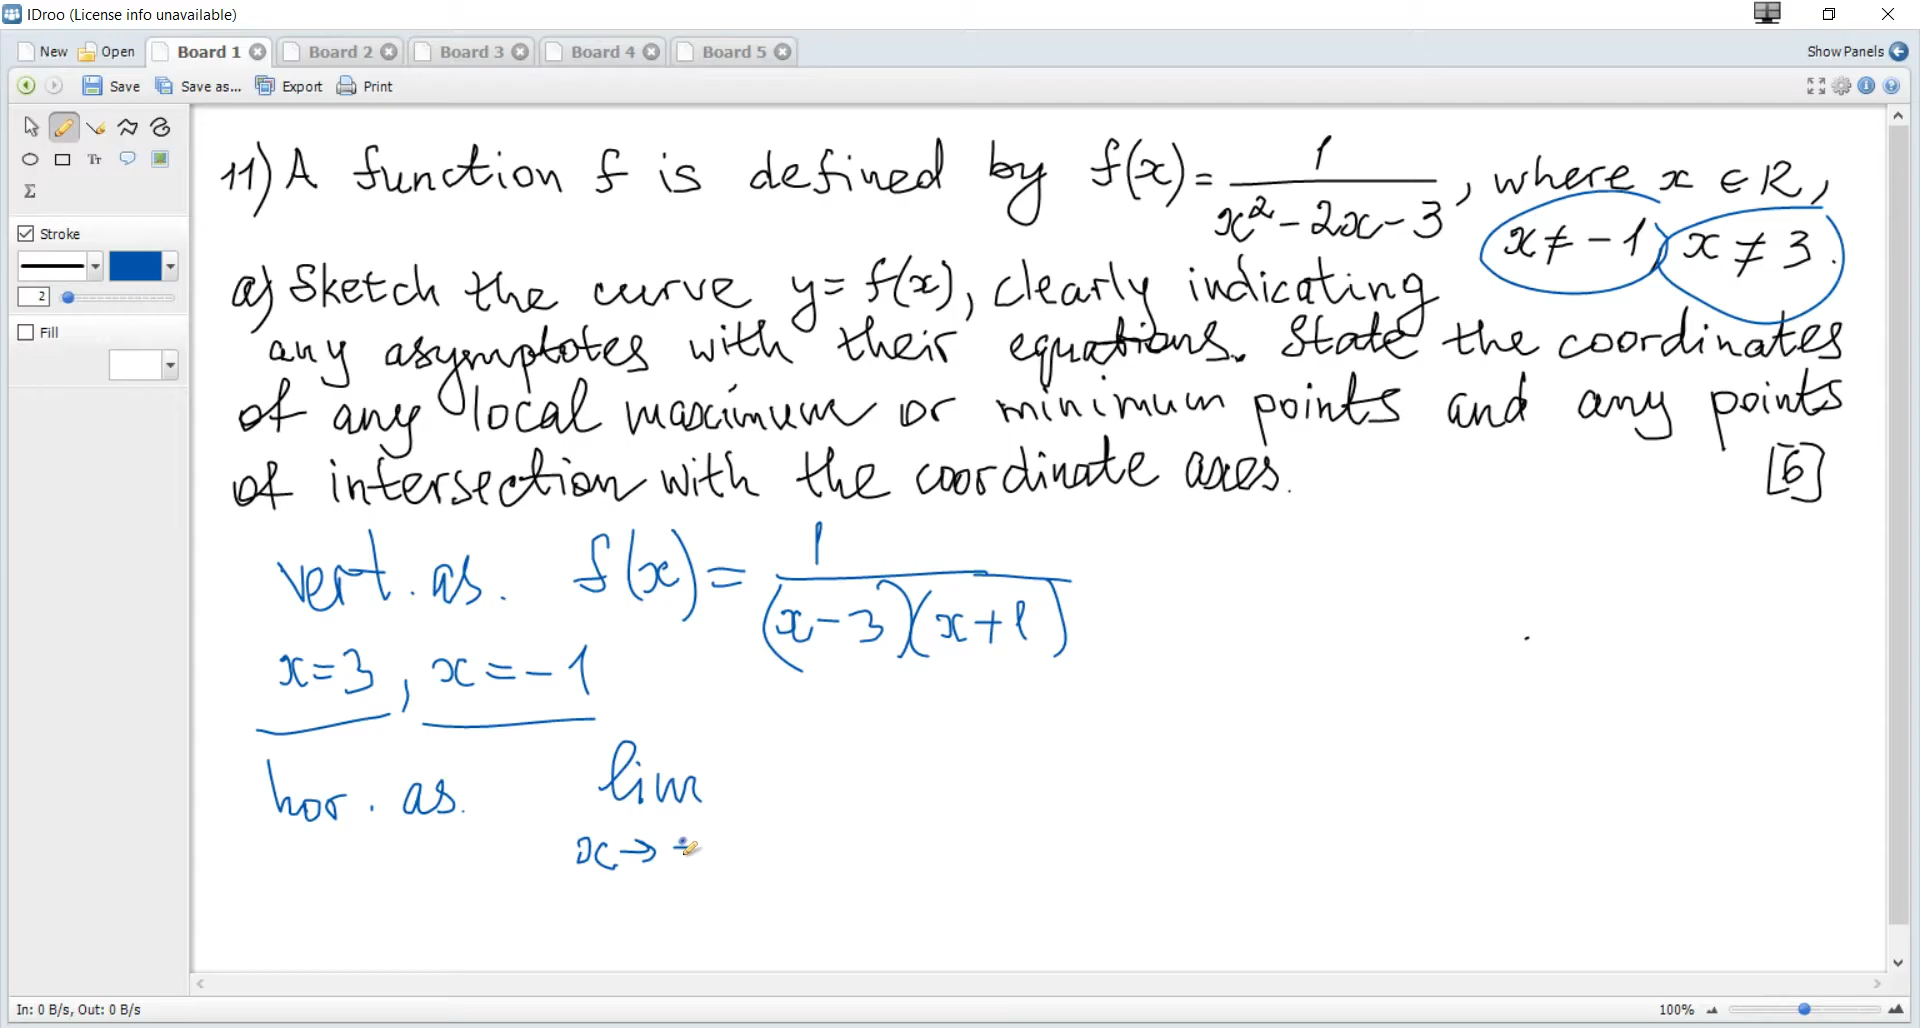 IDroo (License info unavailable)
New Open Board 1 Board 2 Board 3 Board 4 Board 5 Show Panels
Save Save as... Export Print
Tт
Σ
Stroke
2
Fill
11) A function f is defined by f(x) = 1 / (x² - 2x - 3), where x ∈ R,
x ≠ -1, x ≠ 3.
a) Sketch the curve y = f(x), clearly indicating
any asymptotes with their equations. State the coordinates
of any local maximum or minimum points and any points
of intersection with the coordinate axes. [6]
vert. as. f(x) = 1 / (x-3)(x+1)
x=3, x=-1
hor. as. lim
x→
In: 0 B/s, Out: 0 B/s 100%